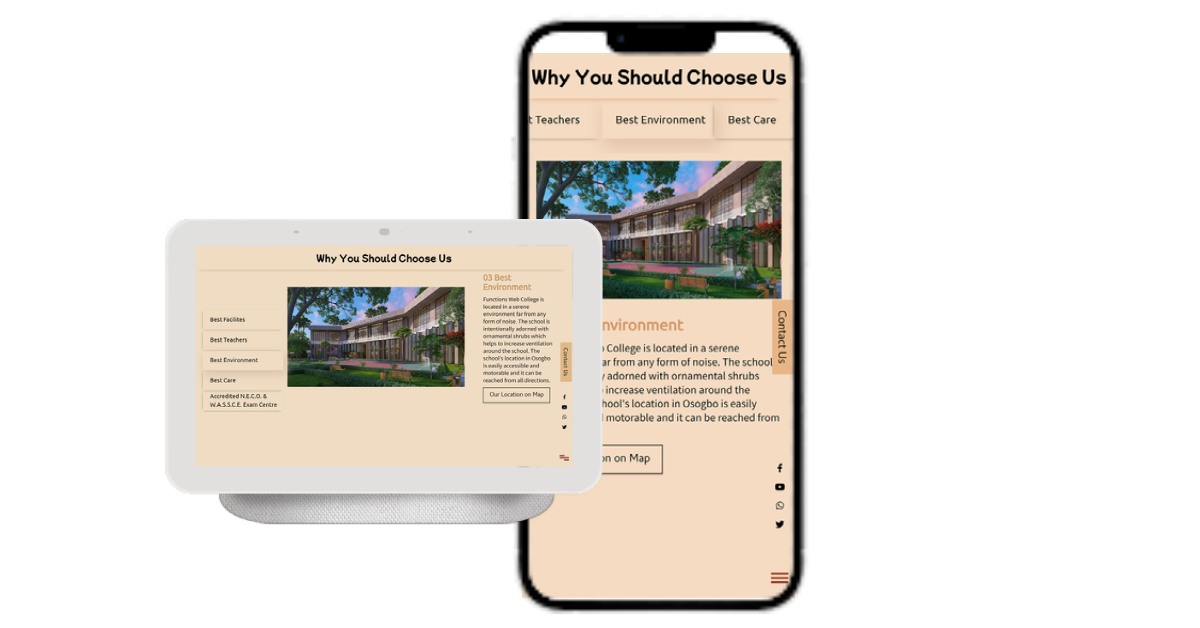 Why You Should Choose Us
03 Best
Environment
Functions Web College is
located in a serene
environment far from any
form of noise. The school is
intentionally adorned with
ornamental shrubs which
helps to increase ventilation
around the school. The
school's location in Osogbo
is easily accessible and
motorable and it can be
reached from all directions.
Our Location on Map
Best Facilites
Best Teachers
Best Environment
Best Care
Accredited N.E.C.O. &
W.A.S.S.C.E. Exam Centre
Contact Us
Why You Should Choose Us
t Teachers
Best Environment
Best Care
nvironment
College is located in a serene
ar from any form of noise. The school
y adorned with ornamental shrubs
increase ventilation around the
hool's location in Osogbo is easily
motorable and it can be reached from
on on Map
Contact Us